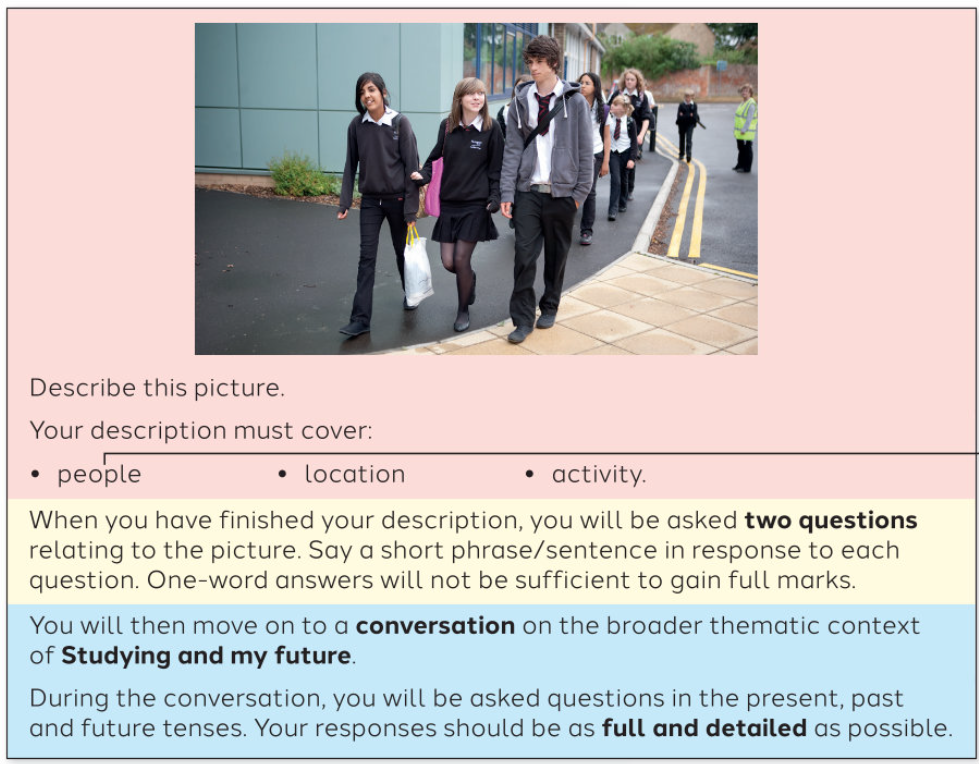 Describe this picture.
Your description must cover:
• people • location • activity.
When you have finished your description, you will be asked two questions
relating to the picture. Say a short phrase/sentence in response to each
question. One-word answers will not be sufficient to gain full marks.
You will then move on to a conversation on the broader thematic context
of Studying and my future.
During the conversation, you will be asked questions in the present, past
and future tenses. Your responses should be as full and detailed as possible.